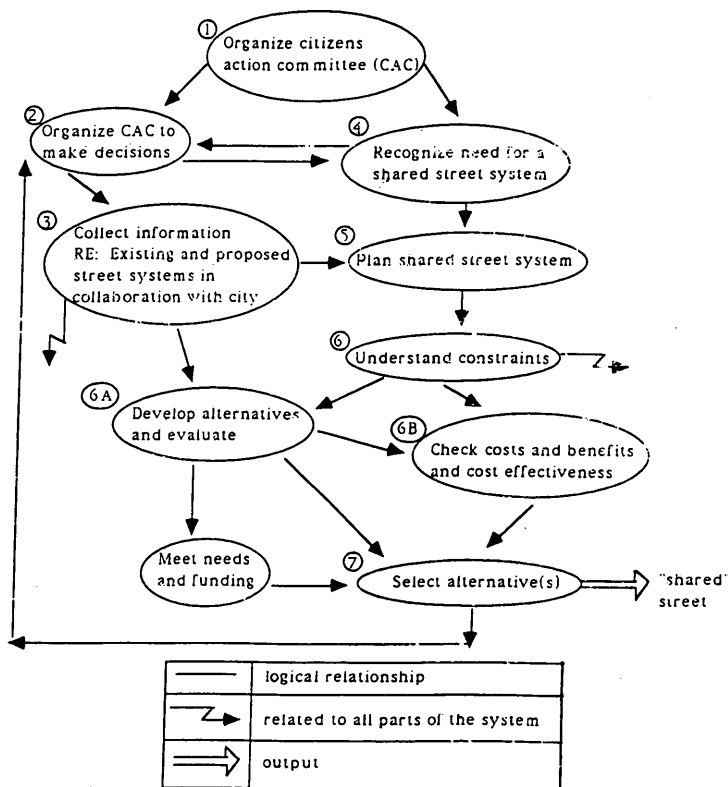 1
Organize citizens
action committee (CAC)
2
Organize CAC to
make decisions
4
Recognize need for a
shared street system
3
Collect information
RE: Existing and proposed
street systems in
collaboration with city
5
Plan shared street system
6
Understand constraints
6A
Develop alternatives
and evaluate
6B
Check costs and benefits
and cost effectiveness
Meet needs
and funding
7
Select alternative(s)
"shared"
street
logical relationship
related to all parts of the system
output